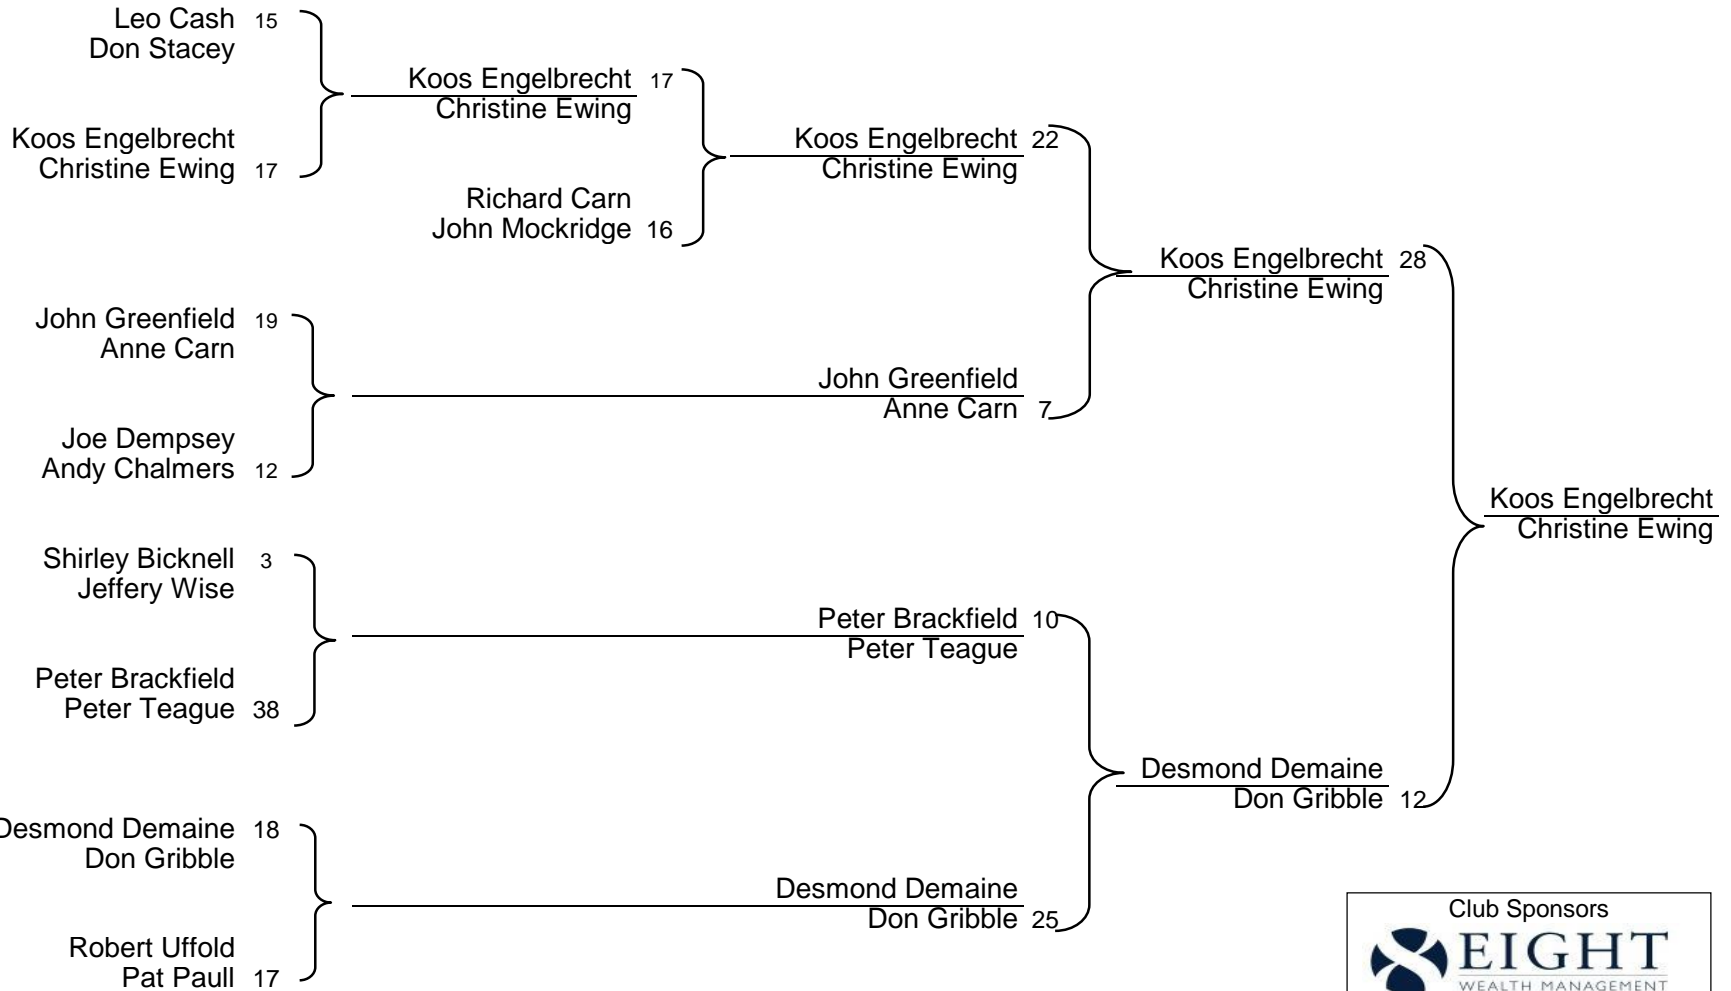 Leo Cash 15
Don Stacey
Koos Engelbrecht
Christine Ewing 17
John Greenfield 19
Anne Carn
Joe Dempsey
Andy Chalmers 12
Shirley Bicknell 3
Jeffery Wise
Peter Brackfield
Peter Teague 38
Desmond Demaine 18
Don Gribble
Robert Uffold
Pat Paull 17
Koos Engelbrecht 17
Christine Ewing
Richard Carn
John Mockridge 16
Koos Engelbrecht 22
Christine Ewing
John Greenfield
Anne Carn 7
Peter Brackfield 10
Peter Teague
Desmond Demaine
Don Gribble 25
Koos Engelbrecht 28
Christine Ewing
Desmond Demaine
Don Gribble 12
Koos Engelbrecht
Christine Ewing
Club Sponsors
EIGHT
WEALTH MANAGEMENT